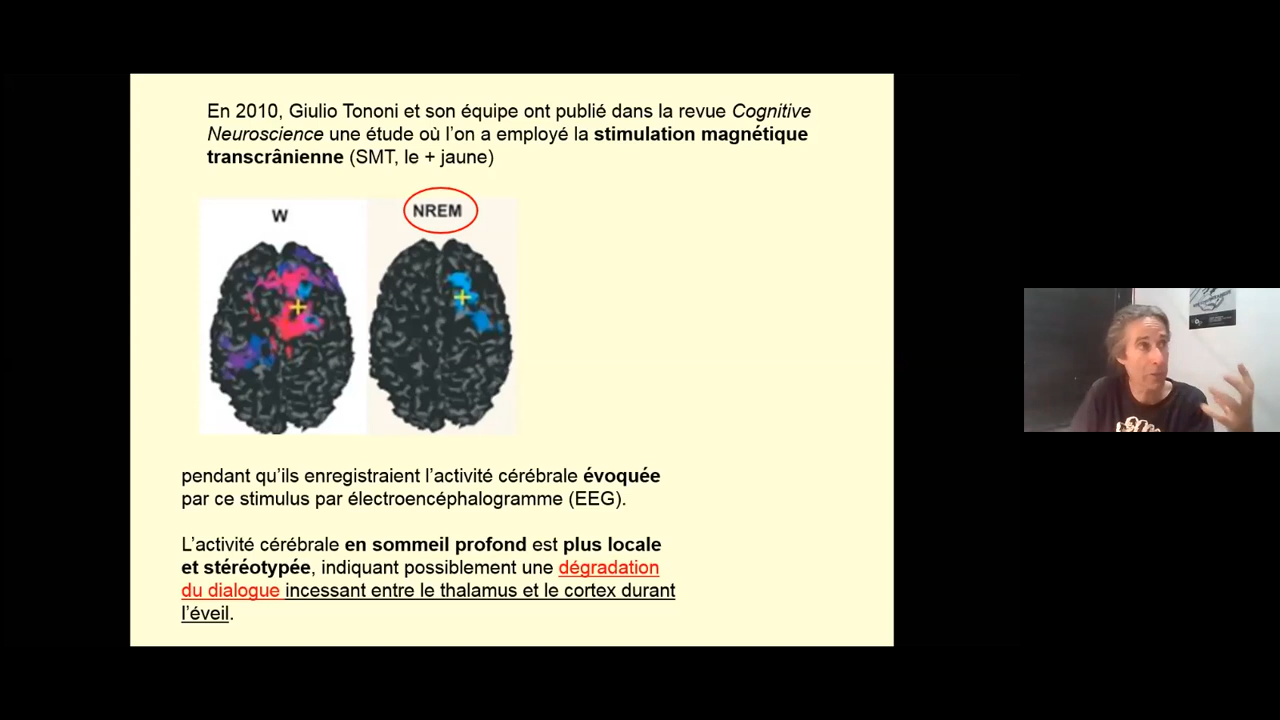 En 2010, Giulio Tononi et son équipe ont publié dans la revue Cognitive
Neuroscience une étude où l’on a employé la stimulation magnétique
transcrânienne (SMT, le + jaune)
W
NREM
pendant qu’ils enregistraient l’activité cérébrale évoquée
par ce stimulus par électroencéphalogramme (EEG).
L’activité cérébrale en sommeil profond est plus locale
et stéréotypée, indiquant possiblement une dégradation
du dialogue incessant entre le thalamus et le cortex durant
l’éveil.